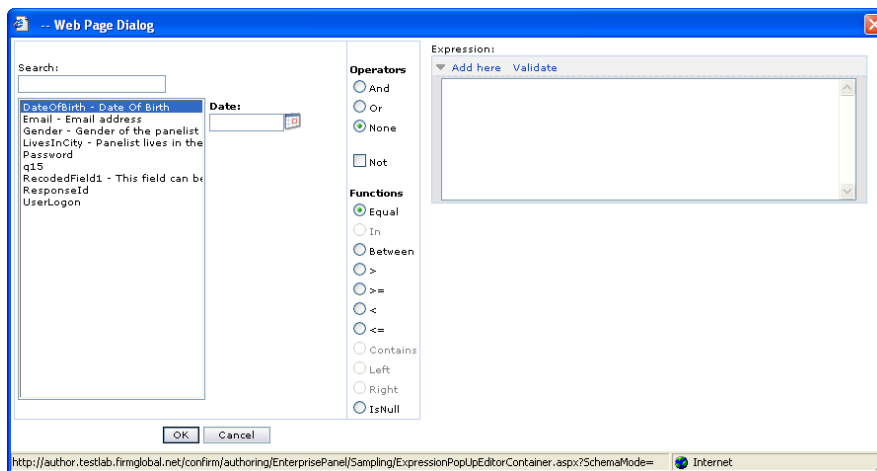 -- Web Page Dialog
Search:
DateOfBirth - Date Of Birth
Email - Email address
Gender - Gender of the panelist
LivesInCity - Panelist lives in the
Password
q15
RecodedField1 - This field can be
ResponseId
UserLogon
Date:
Operators
And
Or
None
Not
Functions
Equal
In
Between
>
>=
<
<=
Contains
Left
Right
IsNull
Expression:
Add here Validate
OK Cancel
http://author.testlab.firmglobal.net/confirm/authoring/EnterprisePanel/Sampling/ExpressionPopUpEditorContainer.aspx?SchemaMode= Internet